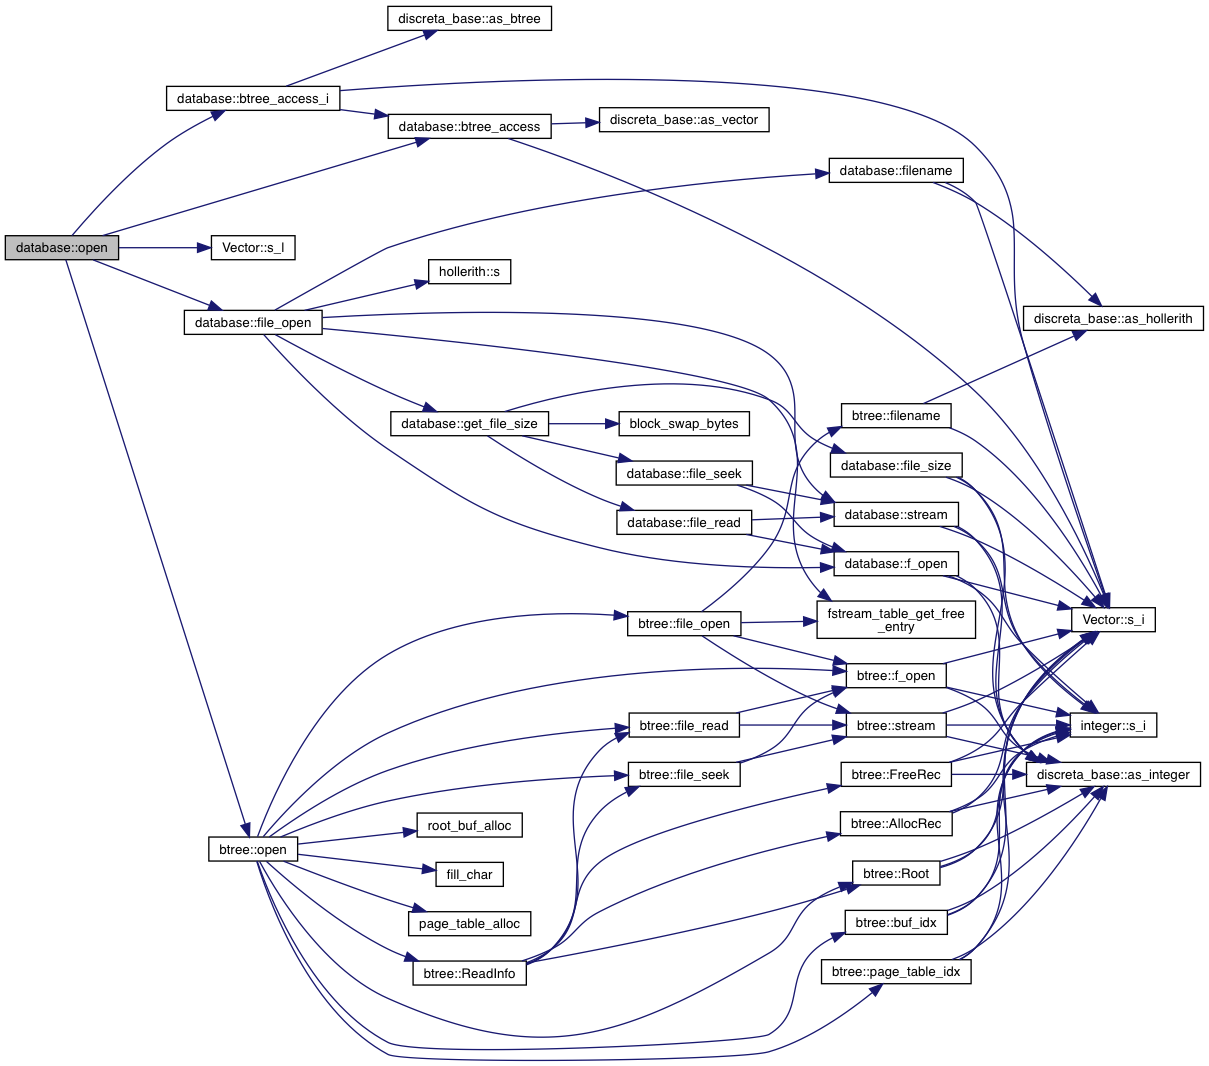 discreta_base::as_btree
database::btree_access_i
discreta_base::as_vector
database::btree_access
database::filename
database::open
Vector::s_l
hollerith::s
database::file_open
discreta_base::as_hollerith
database::get_file_size
block_swap_bytes
btree::filename
database::file_seek
database::file_size
database::file_read
database::stream
database::f_open
btree::file_open
fstream_table_get_free
_entry
Vector::s_i
btree::f_open
btree::file_read
btree::stream
integer::s_i
btree::file_seek
btree::FreeRec
discreta_base::as_integer
root_buf_alloc
btree::AllocRec
btree::open
fill_char
btree::Root
page_table_alloc
btree::buf_idx
btree::ReadInfo
btree::page_table_idx